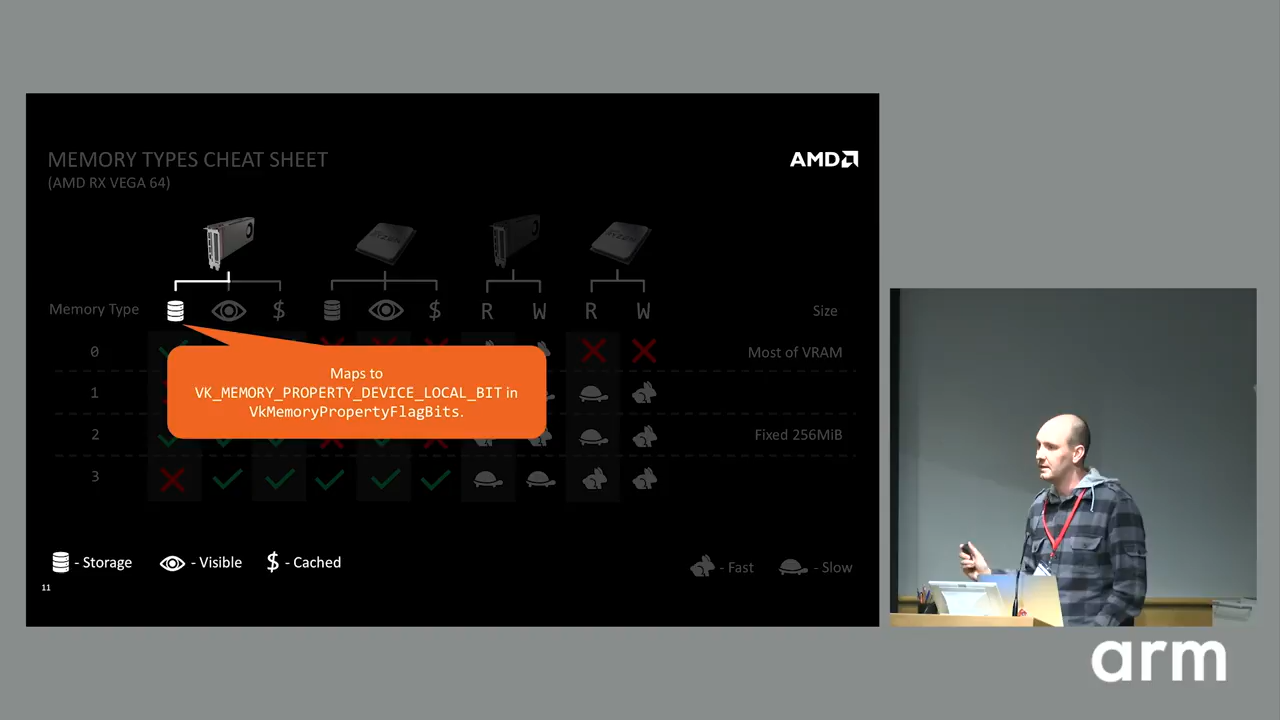 MEMORY TYPES CHEAT SHEET
(AMD RX VEGA 64)
AMD
Memory Type
$
$
R
W
R
W
Size
0
Most of VRAM
Maps to
VK_MEMORY_PROPERTY_DEVICE_LOCAL_BIT in
VkMemoryPropertyFlagBits.
1
2
Fixed 256MiB
3
- Storage
- Visible
$ - Cached
- Fast
- Slow
11
arm